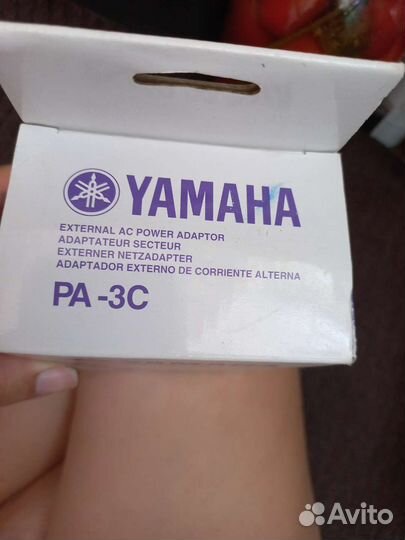 YAMAHA
EXTERNAL AC POWER ADAPTOR
ADAPTATEUR SECTEUR
EXTERNER NETZADAPTER
ADAPTADOR EXTERNO DE CORRIENTE ALTERNA
PA -3C
Avito